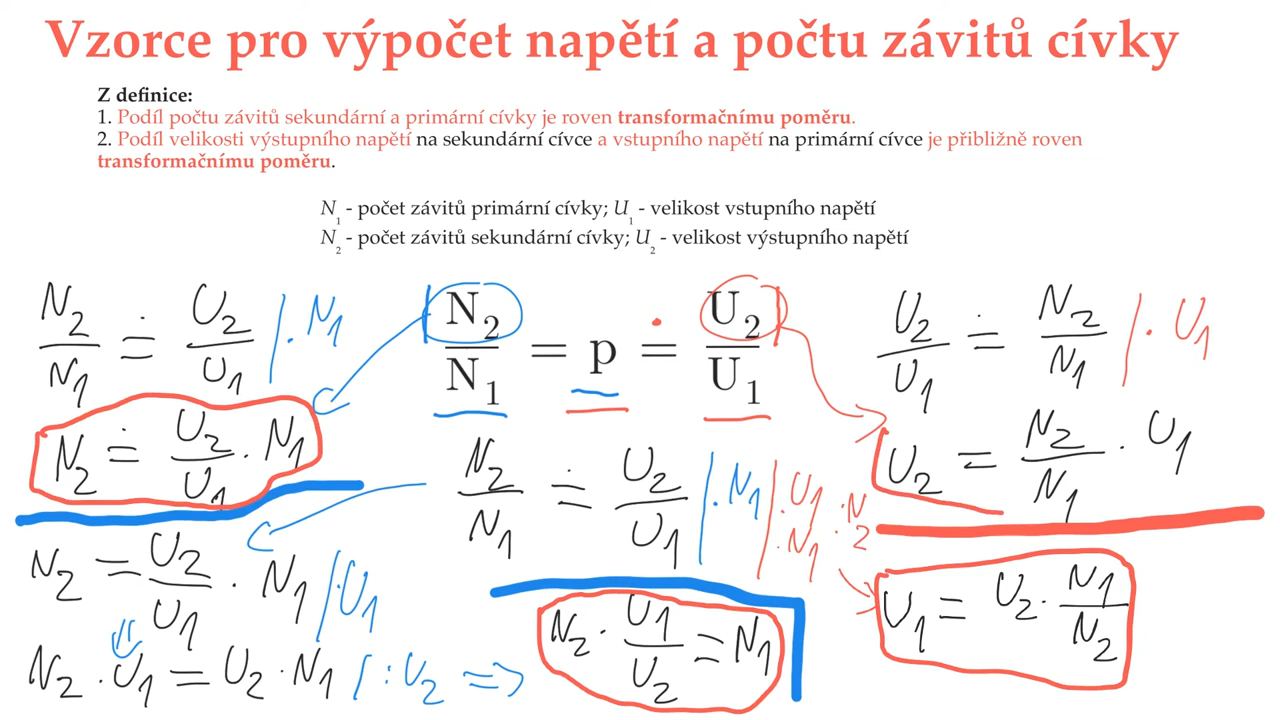 Vzorce pro výpočet napětí a počtu závitů cívky
Z definice:
1. Podíl počtu závitů sekundární a primární cívky je roven transformačnímu poměru.
2. Podíl velikosti výstupního napětí na sekundární cívce a vstupního napětí na primární cívce je přibližně roven
transformačnímu poměru.
N₁ - počet závitů primární cívky; U₁ - velikost vstupního napětí
N₂ - počet závitů sekundární cívky; U₂ - velikost výstupního napětí
N₂/N₁ ≐ U₂/U₁ / · N₁
N₂ ≐ U₂/U₁ · N₁
N₂ = U₂/U₁ · N₁ / · U₁
N₂ · U₁ = U₂ · N₁ / : U₂ ⇒
N₂/N₁ = p ≐ U₂/U₁
N₂/N₁ ≐ U₂/U₁ | · N₁ | · U₁ · N₁ · N₂
N₂ · U₁/U₂ = N₁
U₂/U₁ ≐ N₂/N₁ / · U₁
U₂ = N₂/N₁ · U₁
U₁ = U₂ · N₁/N₂